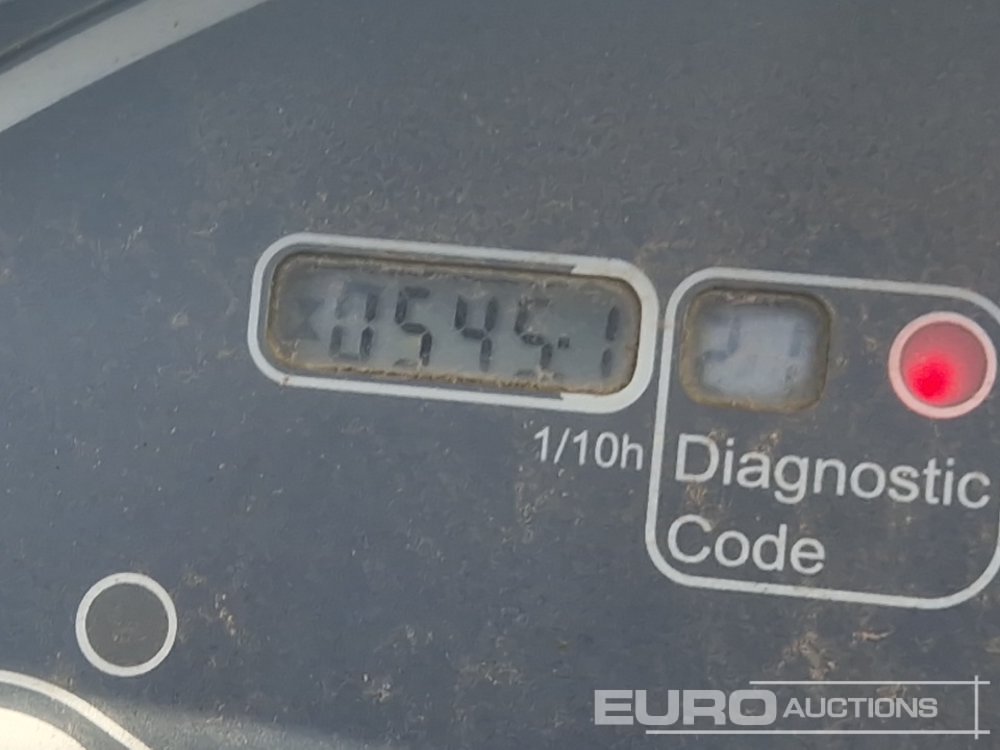 0545.1
1/10h
Diagnostic
Code
EURO AUCTIONS